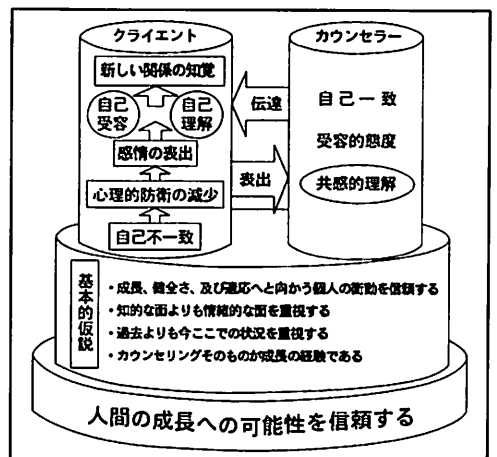 クライエント
カウンセラー
新しい関係の知覚
自己受容
自己理解
感情の表出
心理的防衛の減少
自己不一致
伝達
表出
自己一致
受容的態度
共感的理解
基本的仮説
・成長、健全さ、及び適応へと向かう個人の衝動を信頼する
・知的な面よりも情緒的な面を重視する
・過去よりも今ここでの状況を重視する
・カウンセリングそのものが成長の経験である
人間の成長への可能性を信頼する